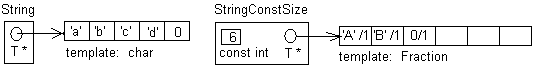 String
'a' 'b' 'c' 'd' 0
T *
template: char
StringConstSize
6
const int
T *
'A' /1 'B' /1 0/1
template: Fraction